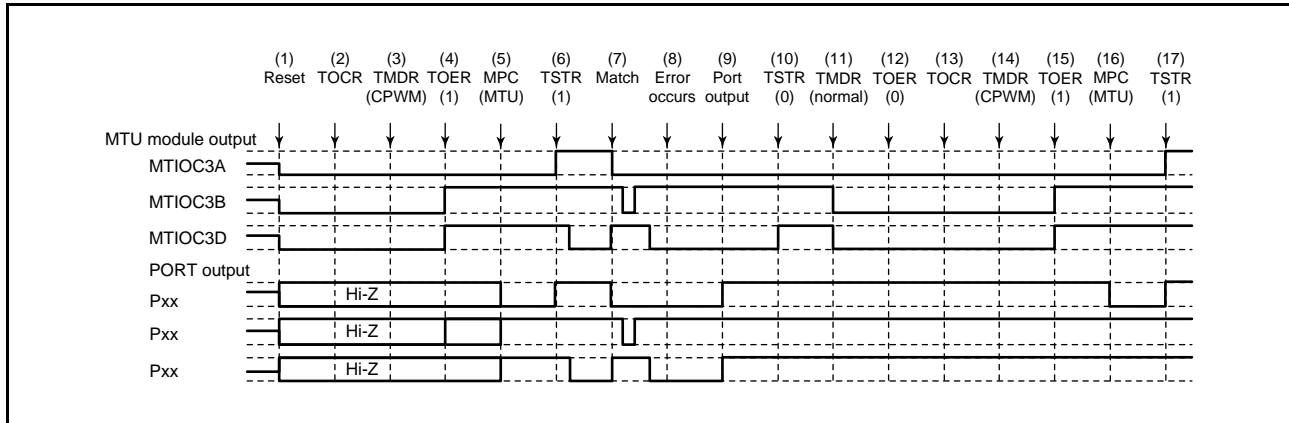 (1) (2) (3) (4) (5) (6) (7) (8) (9) (10) (11) (12) (13) (14) (15) (16) (17)
Reset TOCR TMDR TOER MPC TSTR Match Error Port TSTR TMDR TOER TOCR TMDR TOER MPC TSTR
(CPWM) (1) (MTU) (1) occurs output (0) (normal) (0) (CPWM) (1) (MTU) (1)
MTU module output
MTIOC3A
MTIOC3B
MTIOC3D
PORT output
Pxx Hi-Z
Pxx Hi-Z
Pxx Hi-Z